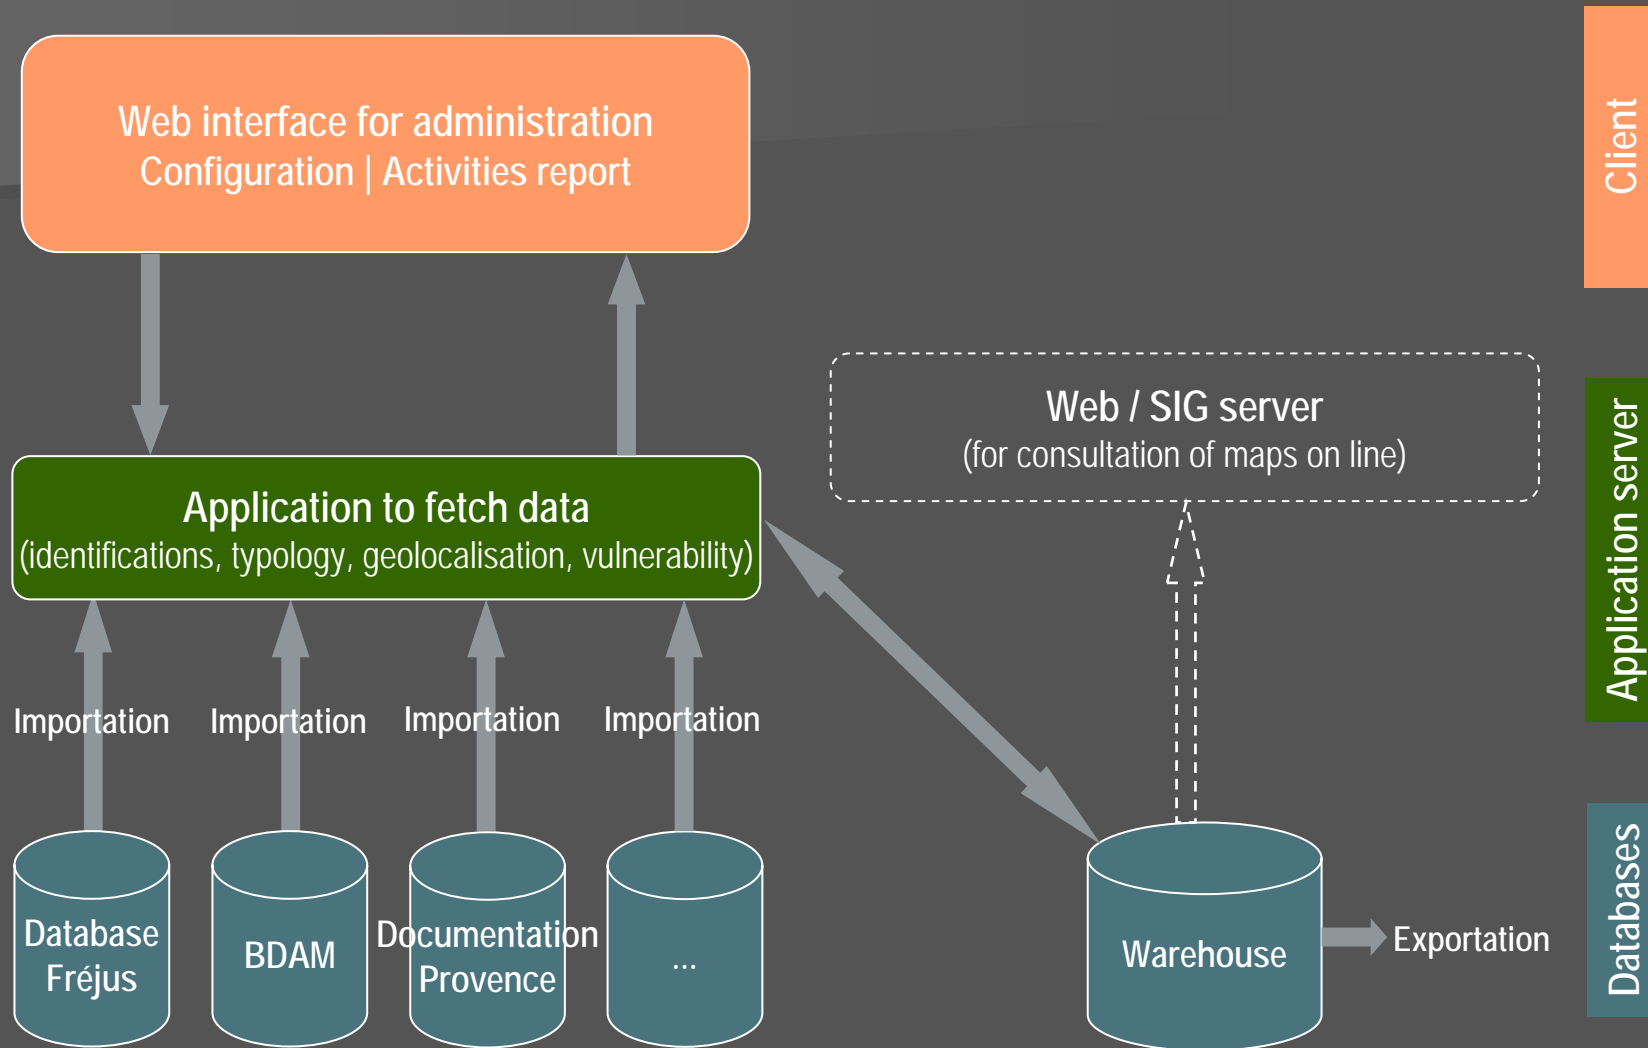 Web interface for administration
Configuration | Activities report
Client
Web / SIG server
(for consultation of maps on line)
Application server
Application to fetch data
(identifications, typology, geolocalisation, vulnerability)
Importation
Importation
Importation
Importation
Database
Fréjus
BDAM
Documentation
Provence
...
Warehouse
Exportation
Databases